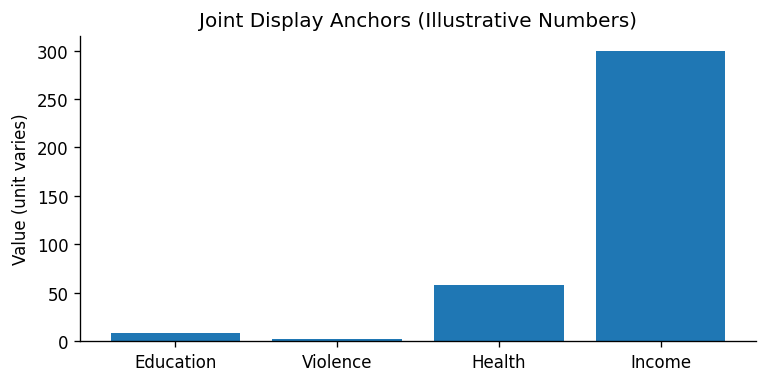 Joint Display Anchors (Illustrative Numbers)
Value (unit varies)
300
250
200
150
100
50
0
Education Violence Health Income